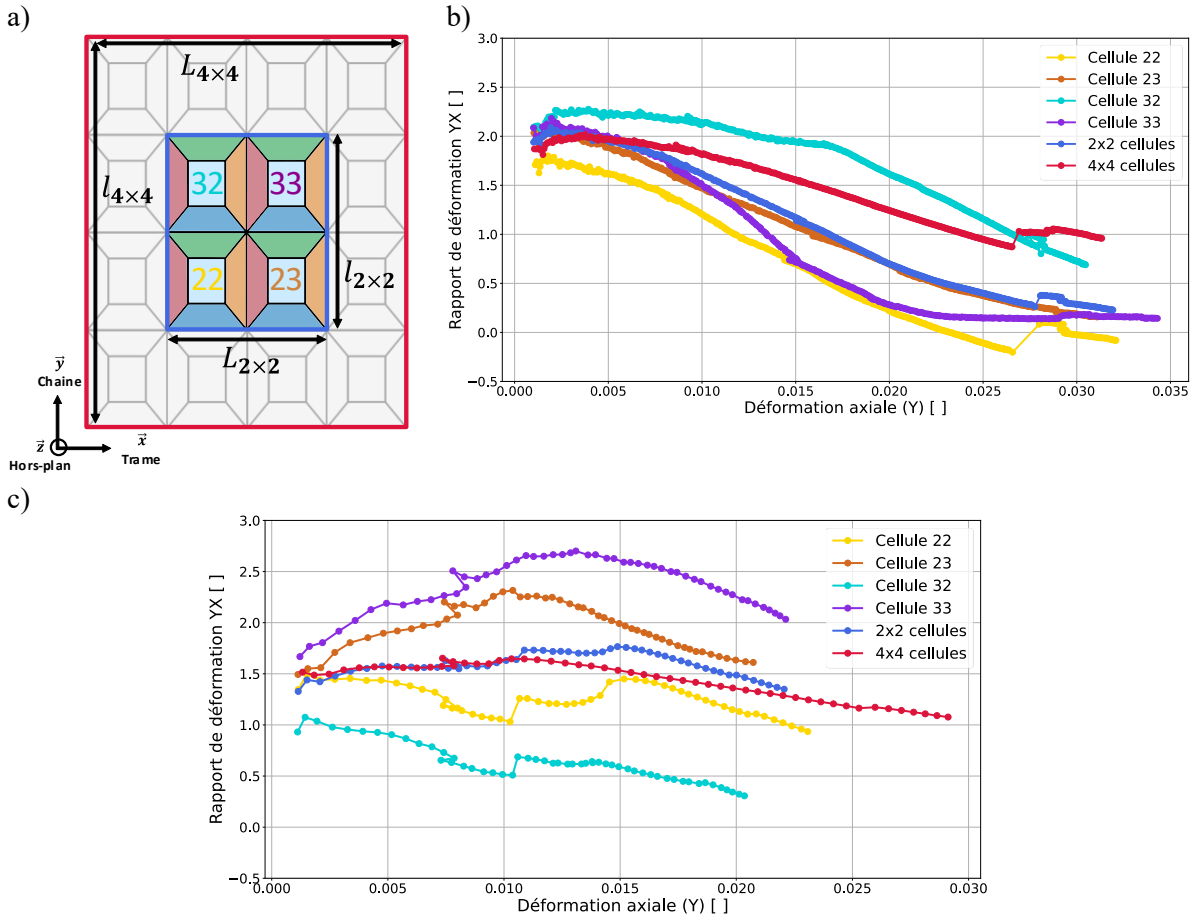 a)
L4×4
l4×4
32
33
22
23
l2×2
L2×2
y
Chaine
z
Hors-plan
x
Trame
b)
Rapport de déformation YX [ ]
3.0
2.5
2.0
1.5
1.0
0.5
0.0
−0.5
0.000
0.005
0.010
0.015
0.020
0.025
0.030
Déformation axiale (Y) [ ]
Cellule 22
Cellule 23
Cellule 32
Cellule 33
2x2 cellules
4x4 cellules
c)
Rapport de déformation YX [ ]
3.0
2.5
2.0
1.5
1.0
0.5
0.0
−0.5
0.000
0.005
0.010
0.015
0.020
0.025
0.030
Déformation axiale (Y) [ ]
Cellule 22
Cellule 23
Cellule 32
Cellule 33
2x2 cellules
4x4 cellules